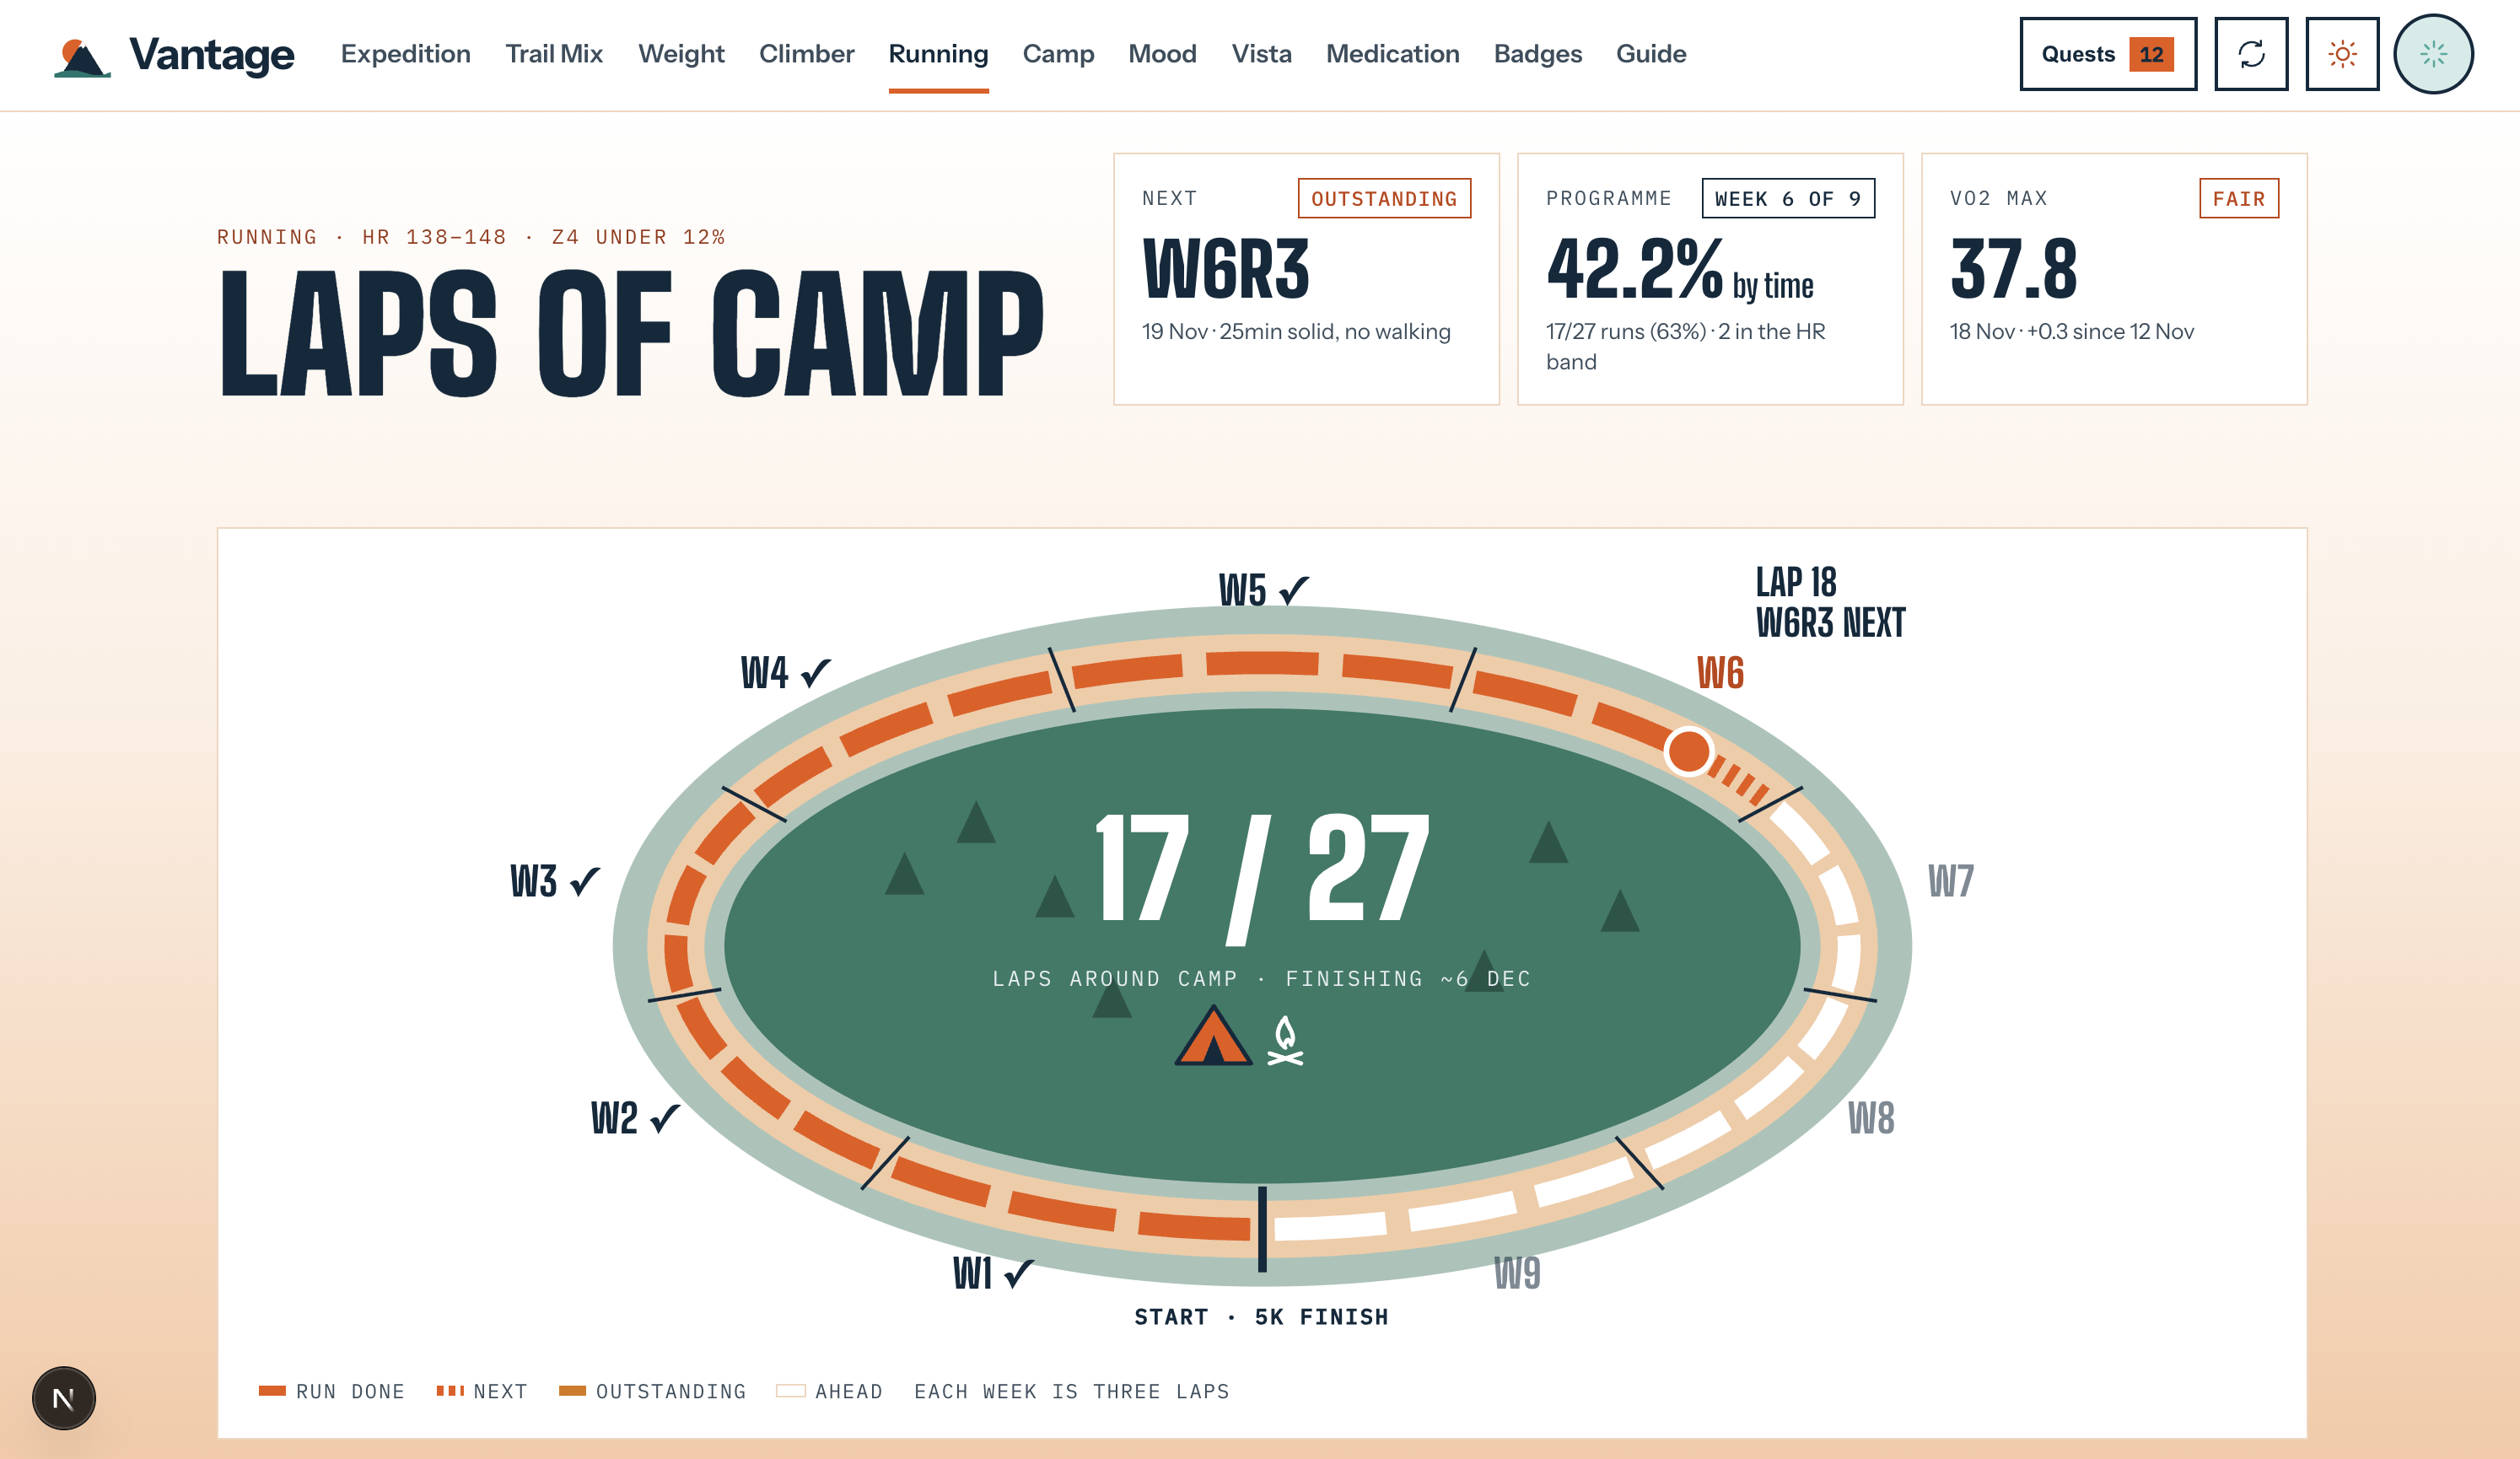 Vantage
Expedition
Trail Mix
Weight
Climber
Running
Camp
Mood
Vista
Medication
Badges
Guide
Quests 12
RUNNING · HR 138–148 · Z4 UNDER 12%
LAPS OF CAMP
NEXT
OUTSTANDING
W6R3
19 Nov · 25min solid, no walking
PROGRAMME
WEEK 6 OF 9
42.2% by time
17/27 runs (63%) · 2 in the HR
band
VO2 MAX
FAIR
37.8
18 Nov · +0.3 since 12 Nov
W5 ✓
LAP 18
W6R3 NEXT
W4 ✓
W6
W3 ✓
W7
17 / 27
LAPS AROUND CAMP · FINISHING ~6 DEC
W2 ✓
W8
W1 ✓
W9
START · 5K FINISH
RUN DONE
NEXT
OUTSTANDING
AHEAD
EACH WEEK IS THREE LAPS
N